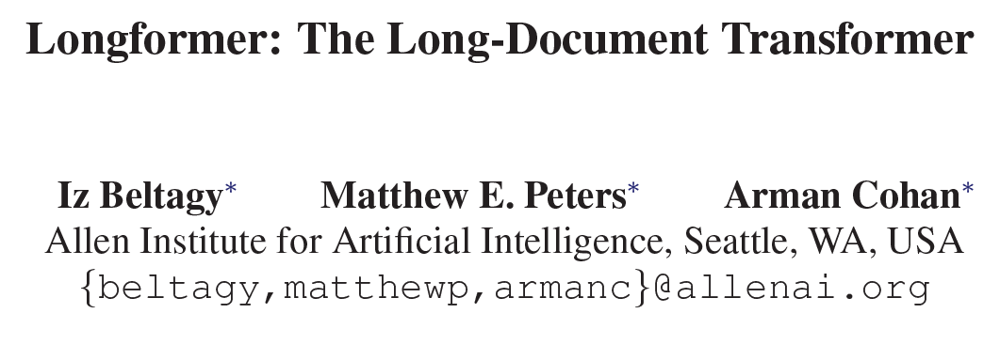 Longformer: The Long-Document Transformer
Iz Beltagy* Matthew E. Peters* Arman Cohan*
Allen Institute for Artificial Intelligence, Seattle, WA, USA
{beltagy,matthewp,armanc}@allenai.org